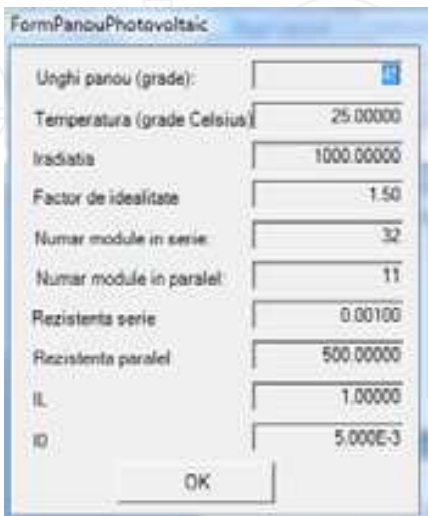 FormPanouPhotovoltaic
Unghi panou (grade): 45
Temperatura (grade Celsius) 25.00000
Iradiatia 1000.00000
Factor de idealitate 1.50
Numar module in serie: 32
Numar module in paralel: 11
Rezistenta serie 0.00100
Rezistenta paralel 500.00000
IL 1.00000
I0 5.000E-3
OK